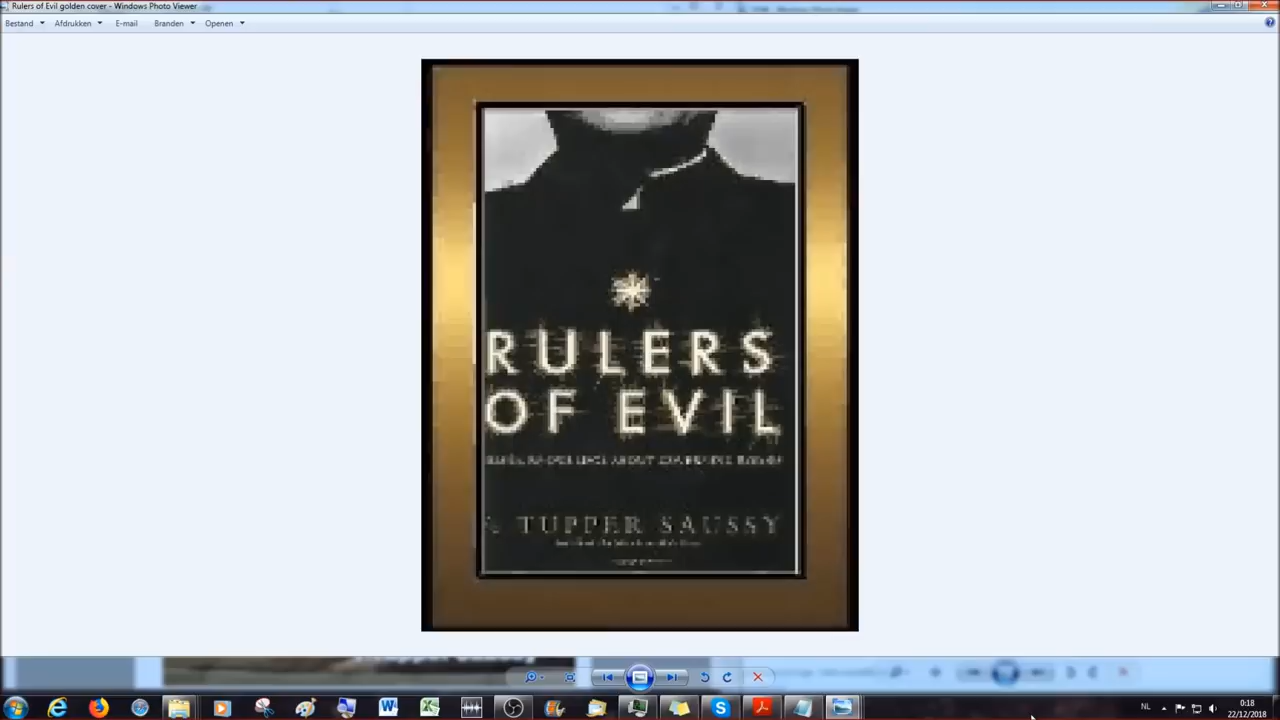 Rulers of Evil golden cover - Windows Photo Viewer
Bestand Afdrukken E-mail Branden Openen
RULERS
OF EVIL
TUPPER SAUSSY
NL
0:18
22/12/2018